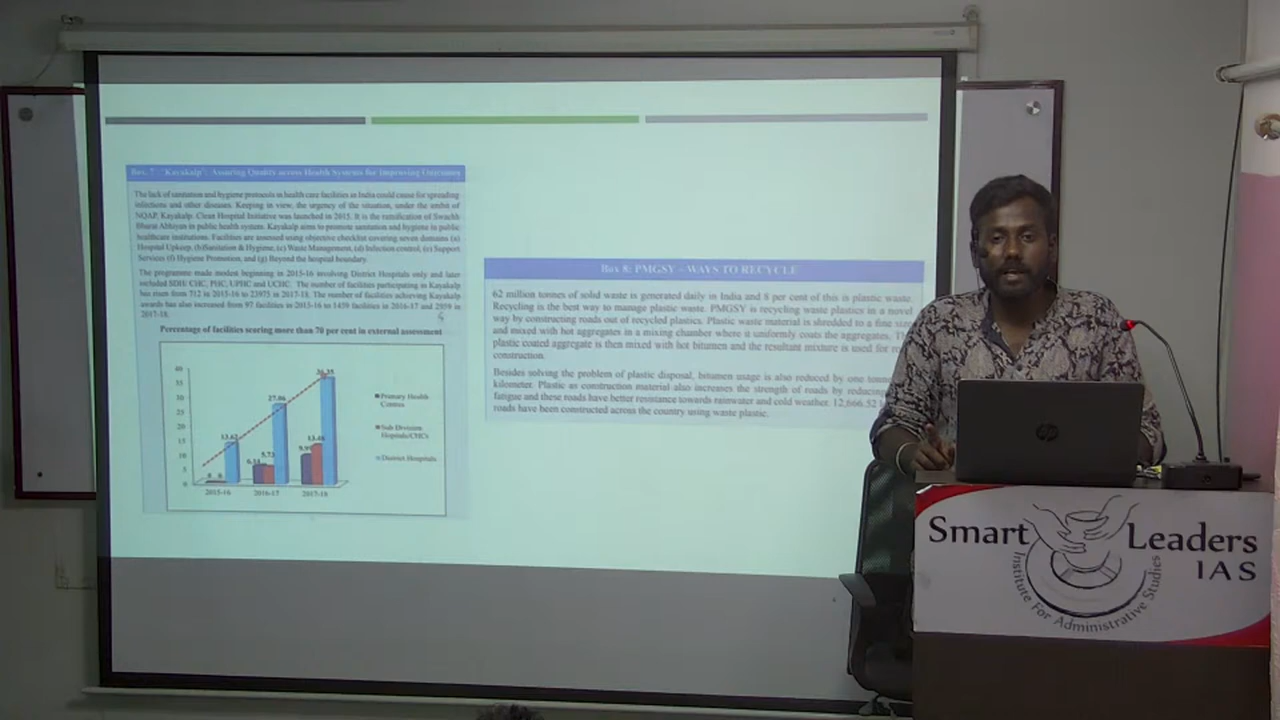 Box. 7 "Kayakalp": Assuring Quality across Health Systems for Improving Outcomes
The lack of sanitation and hygiene protocols in health care facilities in India could cause for spreading
infections and other diseases. Keeping in view, the urgency of the situation, under the ambit of
NQAP, Kayakalp. Clean Hospital Initiative was launched in 2015. It is the ramification of Swachh
Bharat Abhiyan in public health system. Kayakalp aims to promote sanitation and hygiene in public
healthcare institutions. Facilities are assessed using objective checklist covering seven domains (a)
Hospital Upkeep, (b)Sanitation & Hygiene, (c) Waste Management, (d) Infection control, (e) Support
Services (f) Hygiene Promotion, and (g) Beyond the hospital boundary.
The programme made modest beginning in 2015-16 involving District Hospitals only and later
included SDH/ CHC, PHC, UPHC and UCHC. The number of facilities participating in Kayakalp
has risen from 712 in 2015-16 to 23975 in 2017-18. The number of facilities achieving Kayakalp
awards has also increased from 97 facilities in 2015-16 to 1459 facilities in 2016-17 and 2959 in
2017-18.
Percentage of facilities scoring more than 70 per cent in external assessment
40
35
30
25
20
15
10
5
0
0 0 13.62
6.14 5.73 27.86
9.99 13.48
2015-16 2016-17 2017-18
Primary Health
Centres
Sub Division
Hospitals/CHCs
District Hospitals
Box 8: PMGSY – WAYS TO RECYCLE
62 million tonnes of solid waste is generated daily in India and 8 per cent of this is plastic waste.
Recycling is the best way to manage plastic waste. PMGSY is recycling waste plastics in a novel
way by constructing roads out of recycled plastics. Plastic waste material is shredded to a fine size
and mixed with hot aggregates in a mixing chamber where it uniformly coats the aggregates.
plastic coated aggregate is then mixed with hot bitumen and the resultant mixture is used for
construction.
Besides solving the problem of plastic disposal, bitumen usage is also reduced by one
kilometer. Plastic as construction material also increases the strength of roads by reducing
fatigue and these roads have better resistance towards rainwater and cold weather. 12,666.52
roads have been constructed across the country using waste plastic.
hp
Smart Leaders
IAS
Institute For Administrative Studies